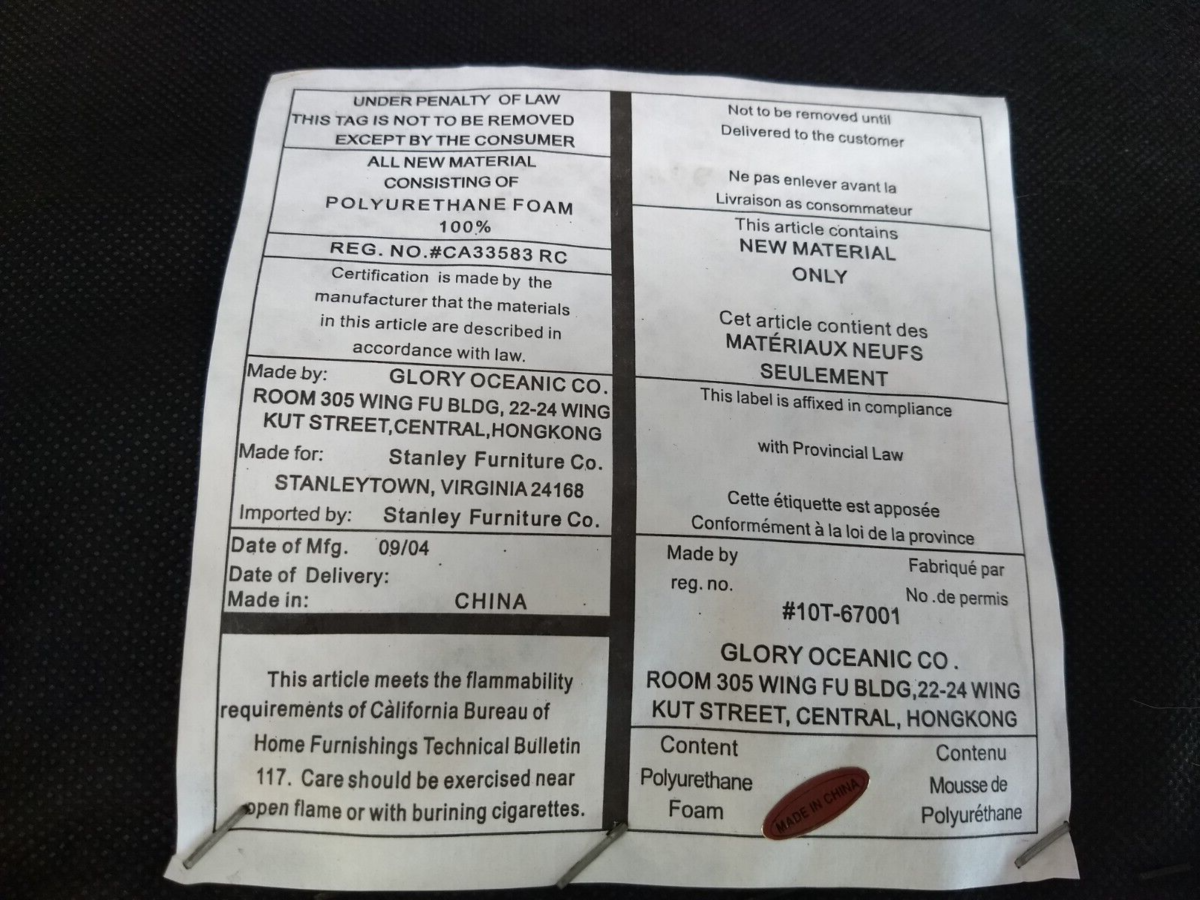 UNDER PENALTY OF LAW
THIS TAG IS NOT TO BE REMOVED
EXCEPT BY THE CONSUMER
ALL NEW MATERIAL
CONSISTING OF
POLYURETHANE FOAM
100%
REG. NO.#CA33583 RC
Certification is made by the
manufacturer that the materials
in this article are described in
accordance with law.
Made by: GLORY OCEANIC CO.
ROOM 305 WING FU BLDG, 22-24 WING
KUT STREET,CENTRAL,HONGKONG
Made for: Stanley Furniture Co.
STANLEYTOWN, VIRGINIA 24168
Imported by: Stanley Furniture Co.
Date of Mfg. 09/04
Date of Delivery:
Made in: CHINA
This article meets the flammability
requirements of California Bureau of
Home Furnishings Technical Bulletin
117. Care should be exercised near
open flame or with burining cigarettes.
Not to be removed until
Delivered to the customer
Ne pas enlever avant la
Livraison as consommateur
This article contains
NEW MATERIAL
ONLY
Cet article contient des
MATÉRIAUX NEUFS
SEULEMENT
This label is affixed in compliance
with Provincial Law
Cette étiquette est apposée
Conformément à la loi de la province
Made by Fabriqué par
reg. no. No .de permis
#10T-67001
GLORY OCEANIC CO .
ROOM 305 WING FU BLDG,22-24 WING
KUT STREET, CENTRAL, HONGKONG
Content Contenu
Polyurethane Mousse de
Foam Polyuréthane
MADE IN CHINA